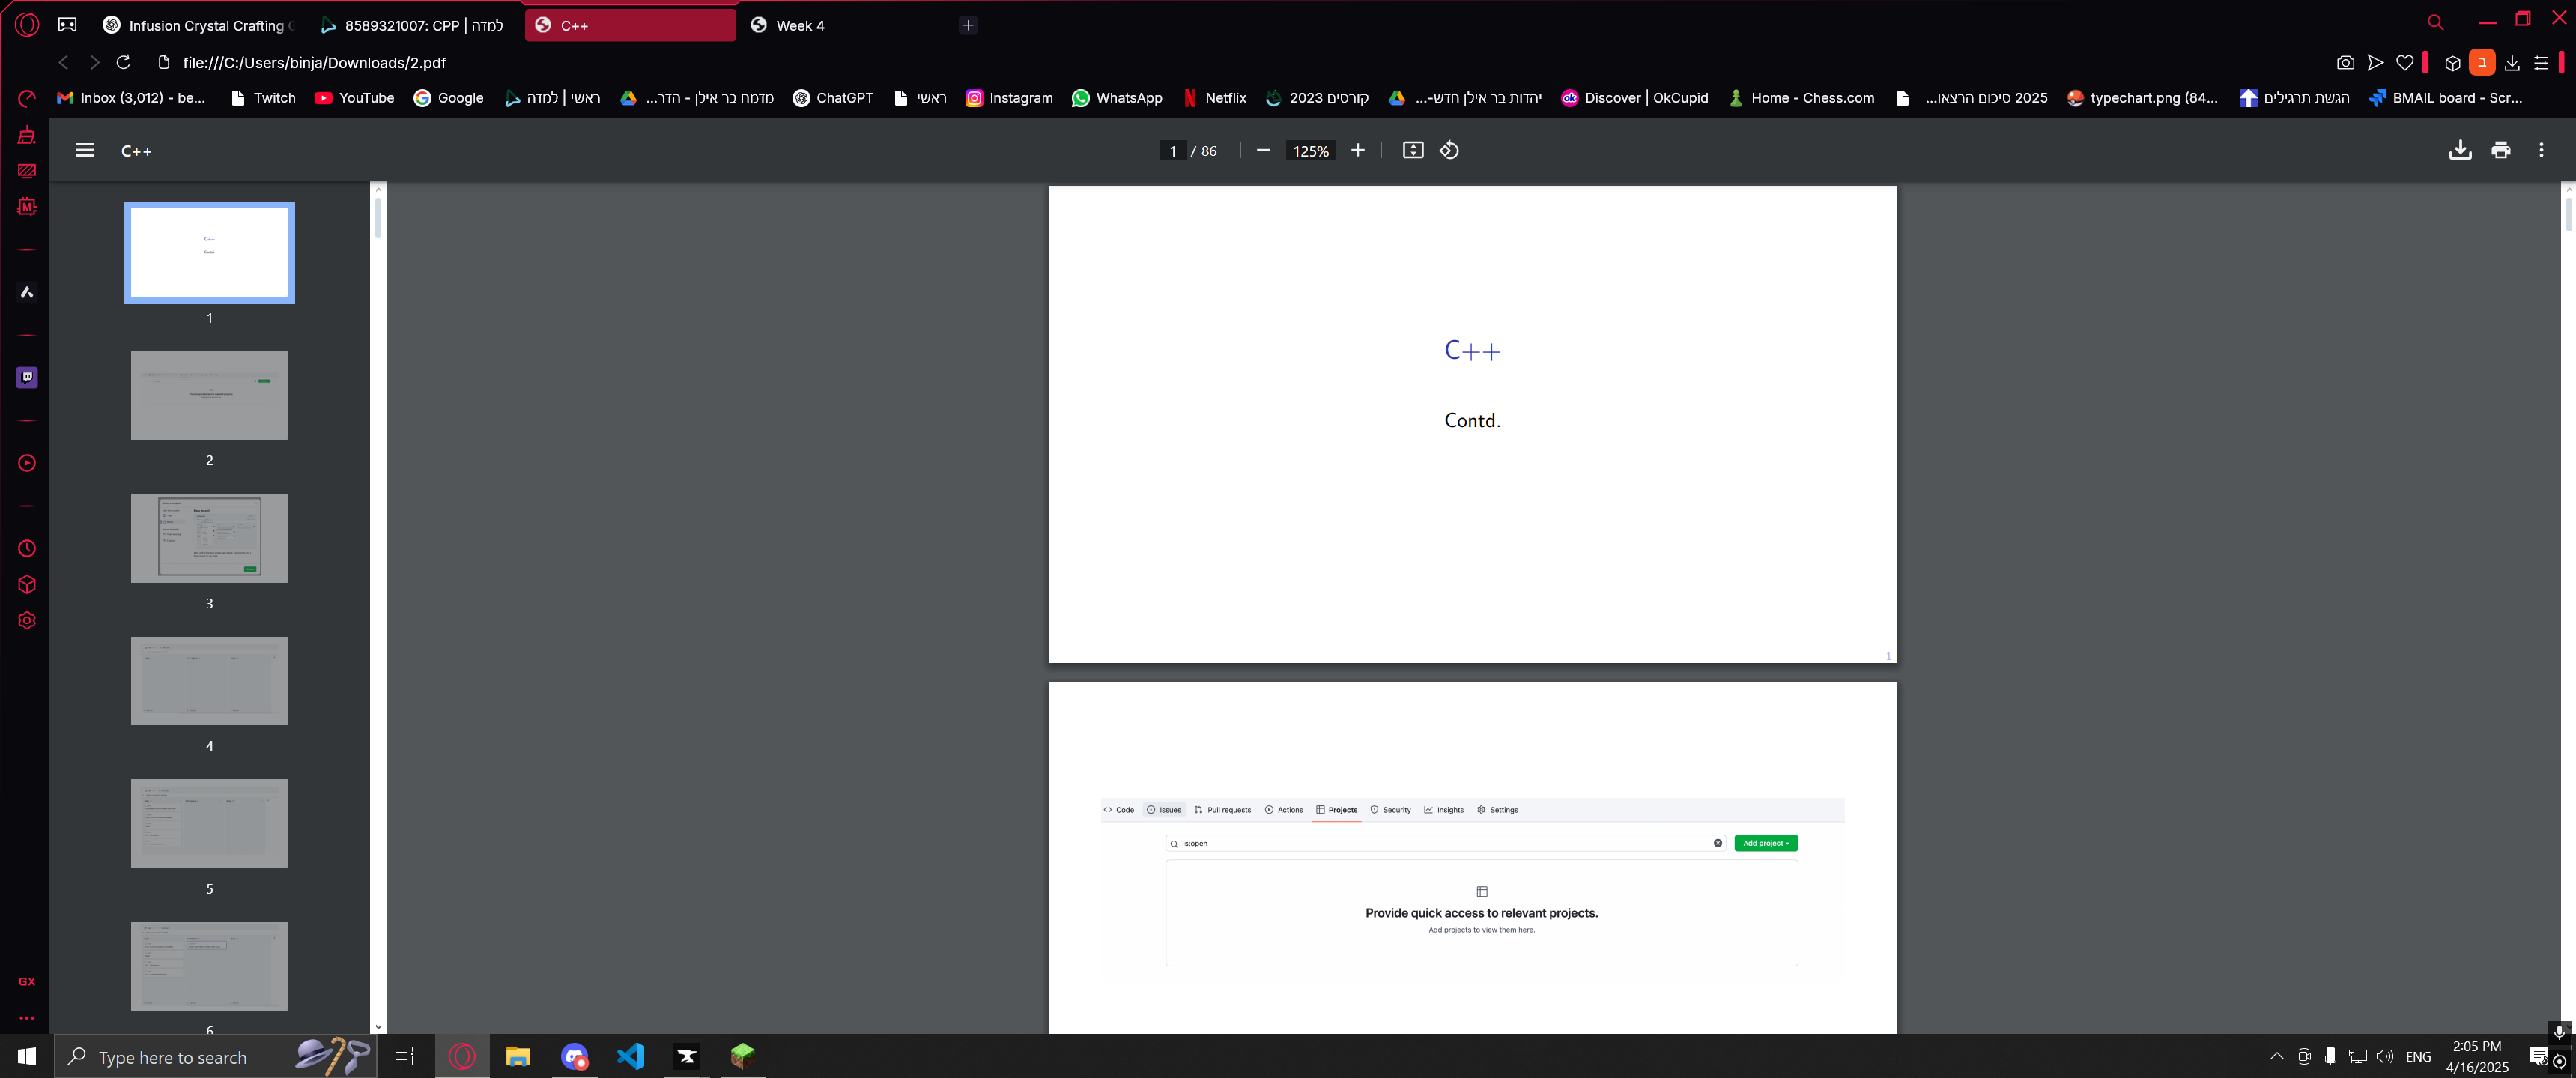 Infusion Crystal Crafting
8589321007: CPP | למדה
C++
Week 4
file:///C:/Users/binja/Downloads/2.pdf
Inbox (3,012) - be...
Twitch
YouTube
Google
ראשי | למדה
מדמח בר אילן - הדר...
ChatGPT
ראשי
Instagram
WhatsApp
Netflix
קורסים 2023
יהדות בר אילן חדש-...
Discover | OkCupid
Home - Chess.com
2025 סיכום הרצאו...
typechart.png (84...
הגשת תרגילים
BMAIL board - Scr...
C++
1 / 86
125%
1
2
3
4
5
6
C++
Contd.
1
Code Issues Pull requests Actions Projects Security Insights Settings
is:open
Add project
Provide quick access to relevant projects.
Add projects to view them here.
GX
Type here to search
ENG
2:05 PM
4/16/2025